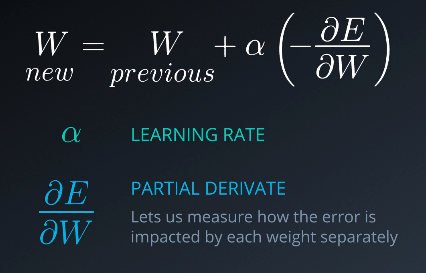 W new = W previous + α (−∂E/∂W)
α LEARNING RATE
∂E/∂W PARTIAL DERIVATE
Lets us measure how the error is
impacted by each weight separately